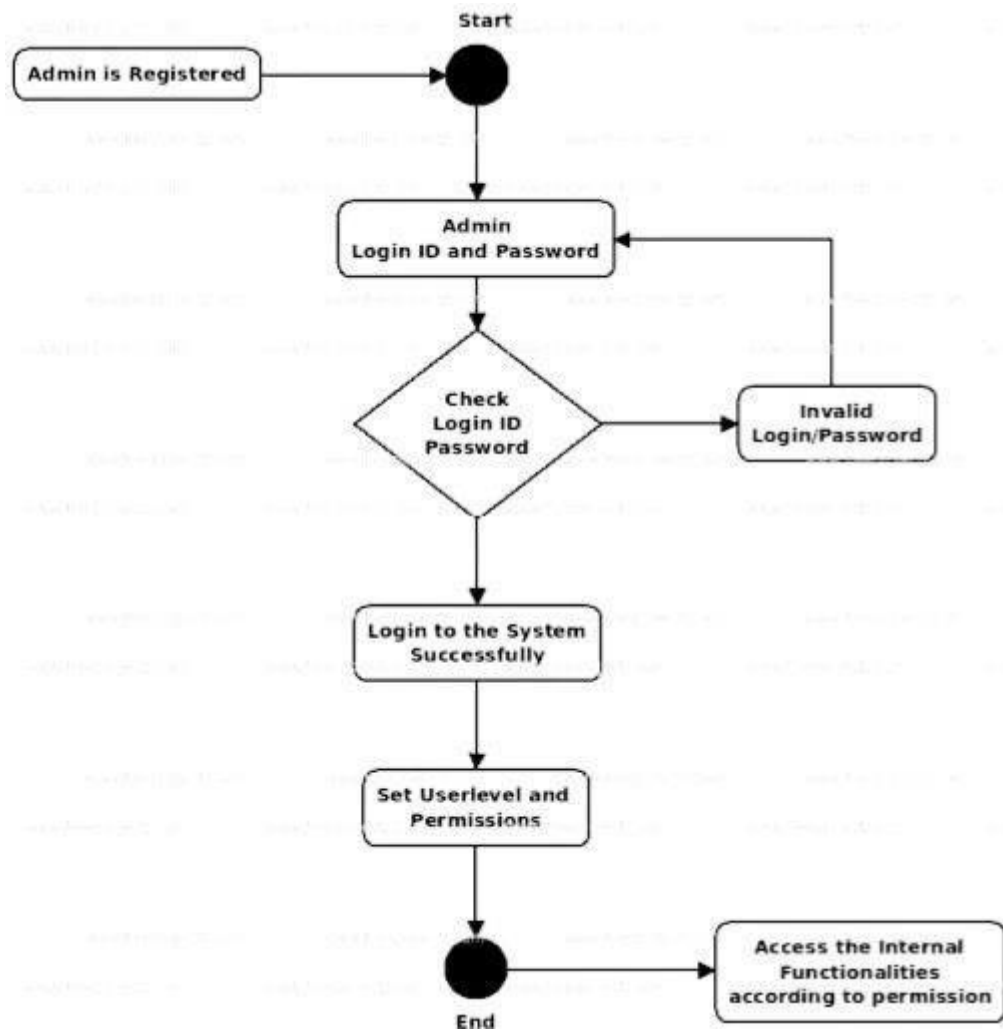 Start
Admin is Registered
Admin
Login ID and Password
Check
Login ID
Password
Invalid
Login/Password
Login to the System
Successfully
Set Userlevel and
Permissions
Access the Internal
Functionalities
according to permission
End